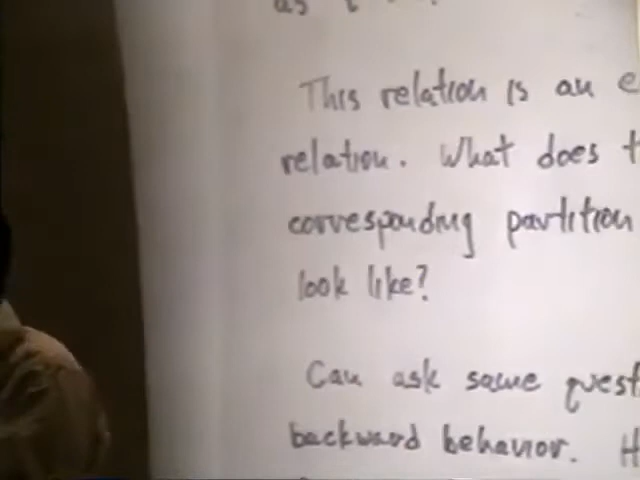 This relation is an
relation. What does
corresponding partition
look like?
Can ask same
backward behavior.